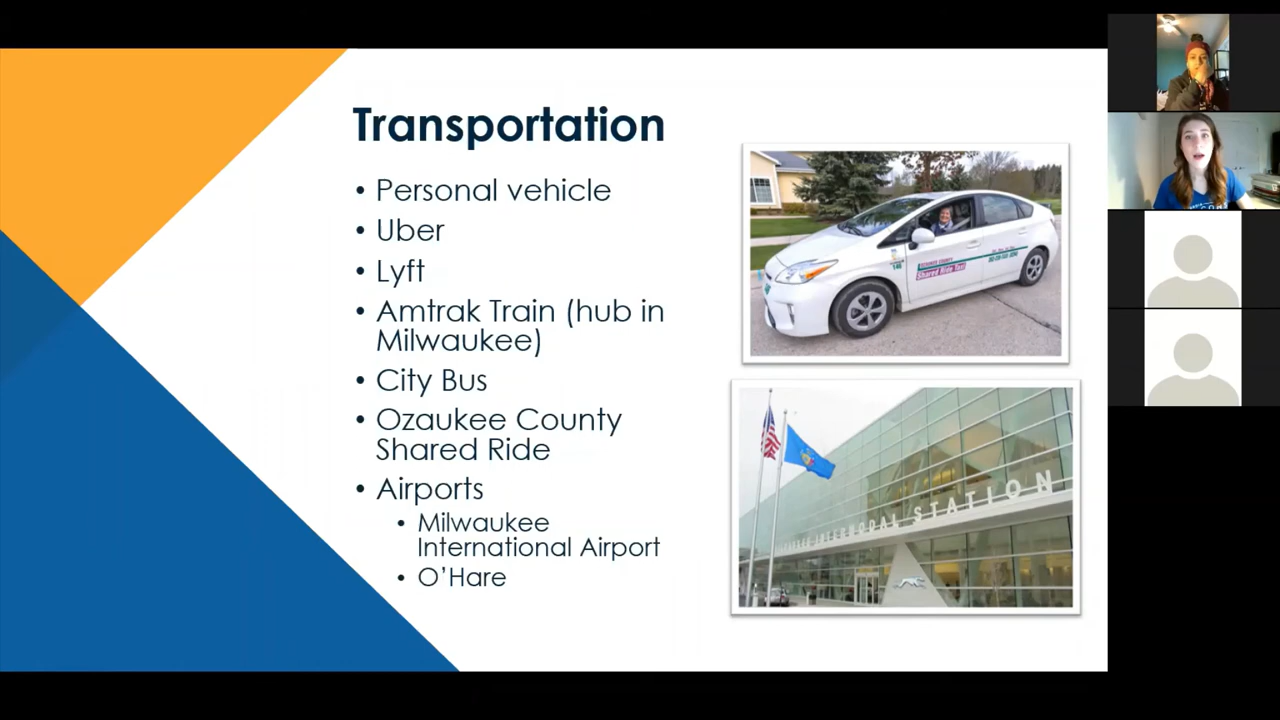 Transportation
• Personal vehicle
• Uber
• Lyft
• Amtrak Train (hub in
Milwaukee)
• City Bus
• Ozaukee County
Shared Ride
• Airports
• Milwaukee
International Airport
• O’Hare
Shared Ride Taxi
INTERMODAL STATION